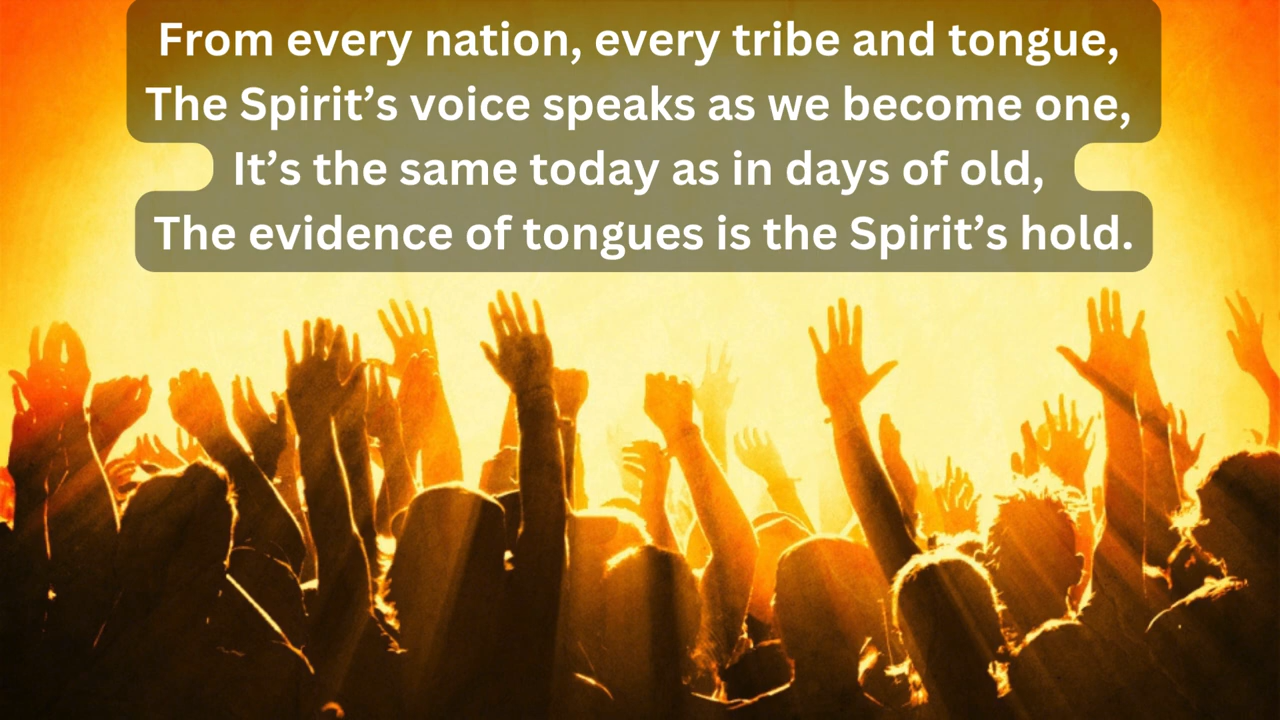 From every nation, every tribe and tongue,
The Spirit’s voice speaks as we become one,
It’s the same today as in days of old,
The evidence of tongues is the Spirit’s hold.